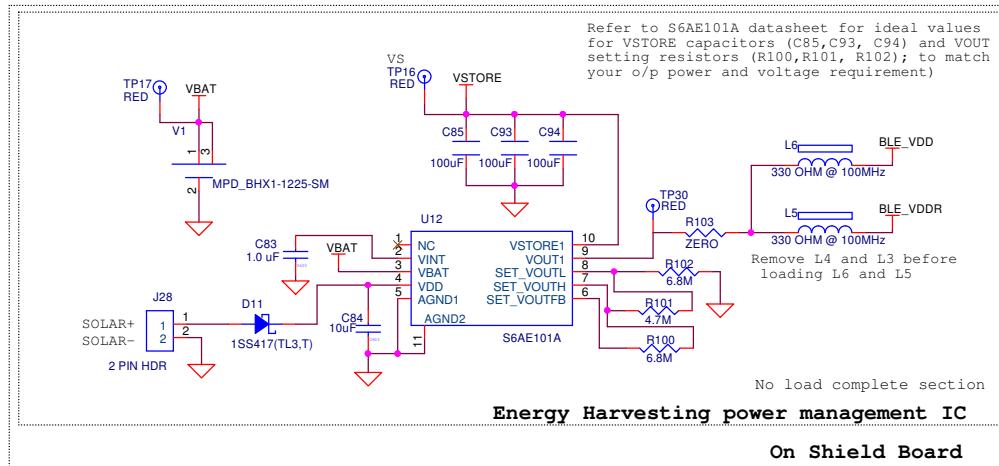 Refer to S6AE101A datasheet for ideal values
for VSTORE capacitors (C85,C93, C94) and VOUT
setting resistors (R100,R101, R102); to match
your o/p power and voltage requirement)
VS
TP16
RED
VSTORE
TP17
RED
VBAT
V1
1
3
2
MPD_BHX1-1225-SM
C85
C93
C94
100uF
100uF
100uF
L6
BLE_VDD
330 OHM @ 100MHz
L5
BLE_VDDR
330 OHM @ 100MHz
TP30
RED
R103
ZERO
Remove L4 and L3 before
loading L6 and L5
U12
C83
1.0 uF
VBAT
1
2
3
4
5
11
NC
VINT
VBAT
VDD
AGND1
AGND2
VSTORE1
VOUT1
SET_VOUTL
SET_VOUTH
SET_VOUTFB
10
9
8
7
6
S6AE101A
R102
6.8M
R101
4.7M
R100
6.8M
J28
SOLAR+
SOLAR-
1
2
1
2
2 PIN HDR
D11
1SS417(TL3,T)
C84
10uF
No load complete section
Energy Harvesting power management IC
On Shield Board